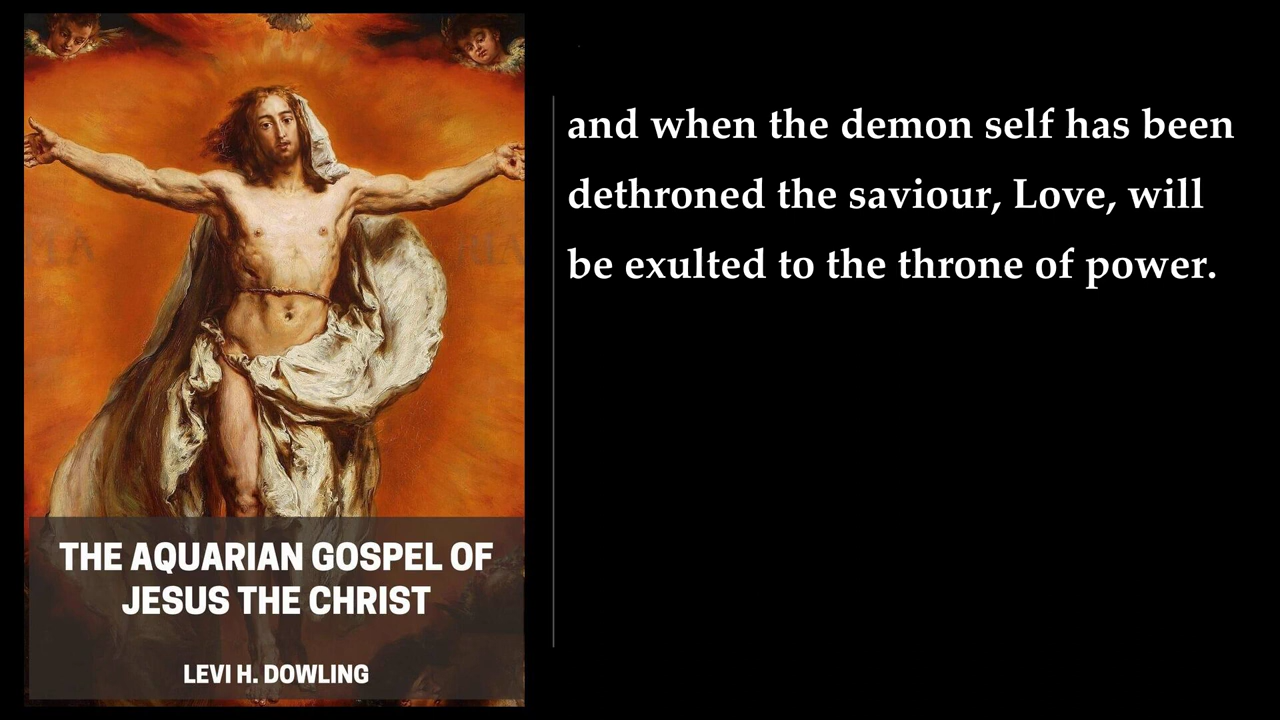 THE AQUARIAN GOSPEL OF
JESUS THE CHRIST
LEVI H. DOWLING
and when the demon self has been
dethroned the saviour, Love, will
be exulted to the throne of power.